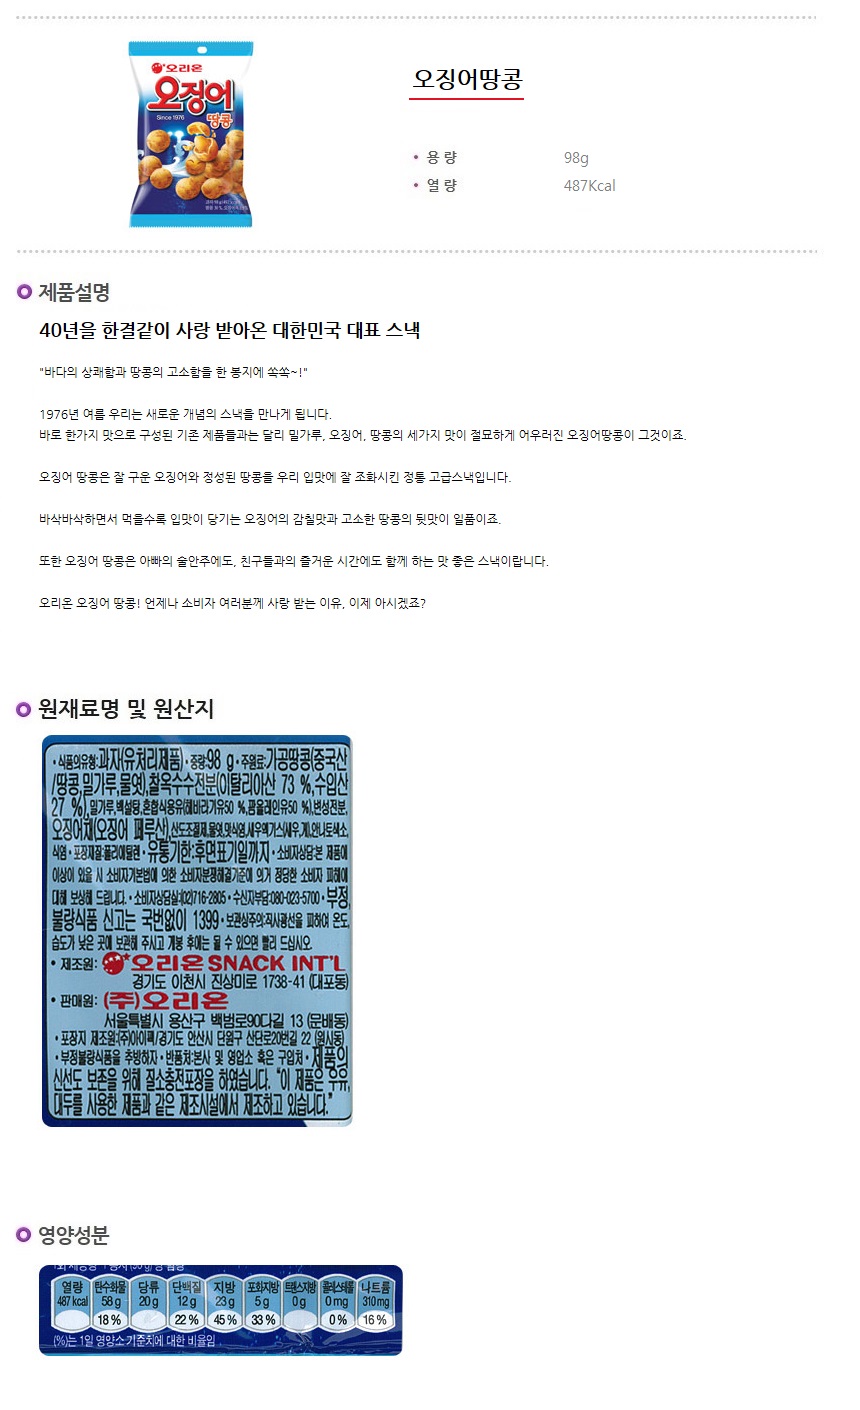 오리온
오징어
Since 1976
땅콩
오징어땅콩
• 용 량 98g
• 열 량 487Kcal
제품설명
40년을 한결같이 사랑 받아온 대한민국 대표 스낵
"바다의 상쾌함과 땅콩의 고소함을 한 봉지에 쏙쏙~!"
1976년 여름 우리는 새로운 개념의 스낵을 만나게 됩니다.
바로 한가지 맛으로 구성된 기존 제품들과는 달리 밀가루, 오징어, 땅콩의 세가지 맛이 절묘하게 어우러진 오징어땅콩이 그것이죠.
오징어 땅콩은 잘 구운 오징어와 정성된 땅콩을 우리 입맛에 잘 조화시킨 정통 고급스낵입니다.
바삭바삭하면서 먹을수록 입맛이 당기는 오징어의 감칠맛과 고소한 땅콩의 뒷맛이 일품이죠.
또한 오징어 땅콩은 아빠의 술안주에도, 친구들과의 즐거운 시간에도 함께 하는 맛 좋은 스낵이랍니다.
오리온 오징어 땅콩! 언제나 소비자 여러분께 사랑 받는 이유, 이제 아시겠죠?
원재료명 및 원산지
•식품의유형:과자(유처리제품)•중량:98 g•주원료:가공땅콩(중국산
/땅콩,밀가루,물엿),찰옥수수전분(이탈리아산 73 %,수입산
27 %),밀가루,백설탕,혼합식용유(해바라기유50 %,팜올레인유50 %),변성전분,
오징어채(오징어 페루산),산도조절제,물엿,맛식염,새우엑기스(새우,게),안나토색소,
식염•포장재질:폴리에틸렌•유통기한:후면표기일까지•소비자상담:본 제품에
이상이 있을 시 소비자기본법에 의한 소비자분쟁해결기준에 의거 정당한 소비자 피해에
대해 보상해 드립니다.•소비자상담실:(02)716-2805•수신자부담:080-023-5700•부정,
불량식품 신고는 국번없이 1399•보관상주의:직사광선을 피하여 온도,
습도가 낮은 곳에 보관해 주시고 개봉 후에는 될 수 있으면 빨리 드십시오.
•제조원: 오리온 SNACK INT'L
경기도 이천시 진상미로 1738-41 (대포동)
•판매원: (주)오리온
서울특별시 용산구 백범로90다길 13 (문배동)
•포장지 제조원:(주)아이팩/경기도 안산시 단원구 산단로20번길 22 (원시동)
•부정불량식품을 추방하자•반품처:본사 및 영업소 혹은 구입처•제품의
신선도 보존을 위해 질소충전포장을 하였습니다. "이 제품은 우유,
대두를 사용한 제품과 같은 제조시설에서 제조하고 있습니다."
영양성분
열량 탄수화물 당류 단백질 지방 포화지방 트랜스지방 콜레스테롤 나트륨
487 kcal 58 g 20 g 12 g 23 g 5 g 0 g 0 mg 310 mg
18 % 22 % 45 % 33 % 0 % 16 %
(%)는 1일 영양소 기준치에 대한 비율임